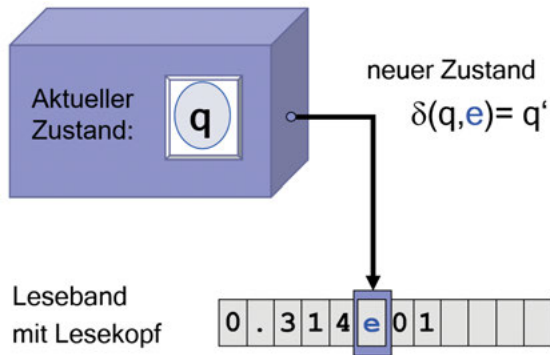 Aktueller
Zustand:
q
neuer Zustand
δ(q,e)= q‘
Leseband
mit Lesekopf
0.314e01